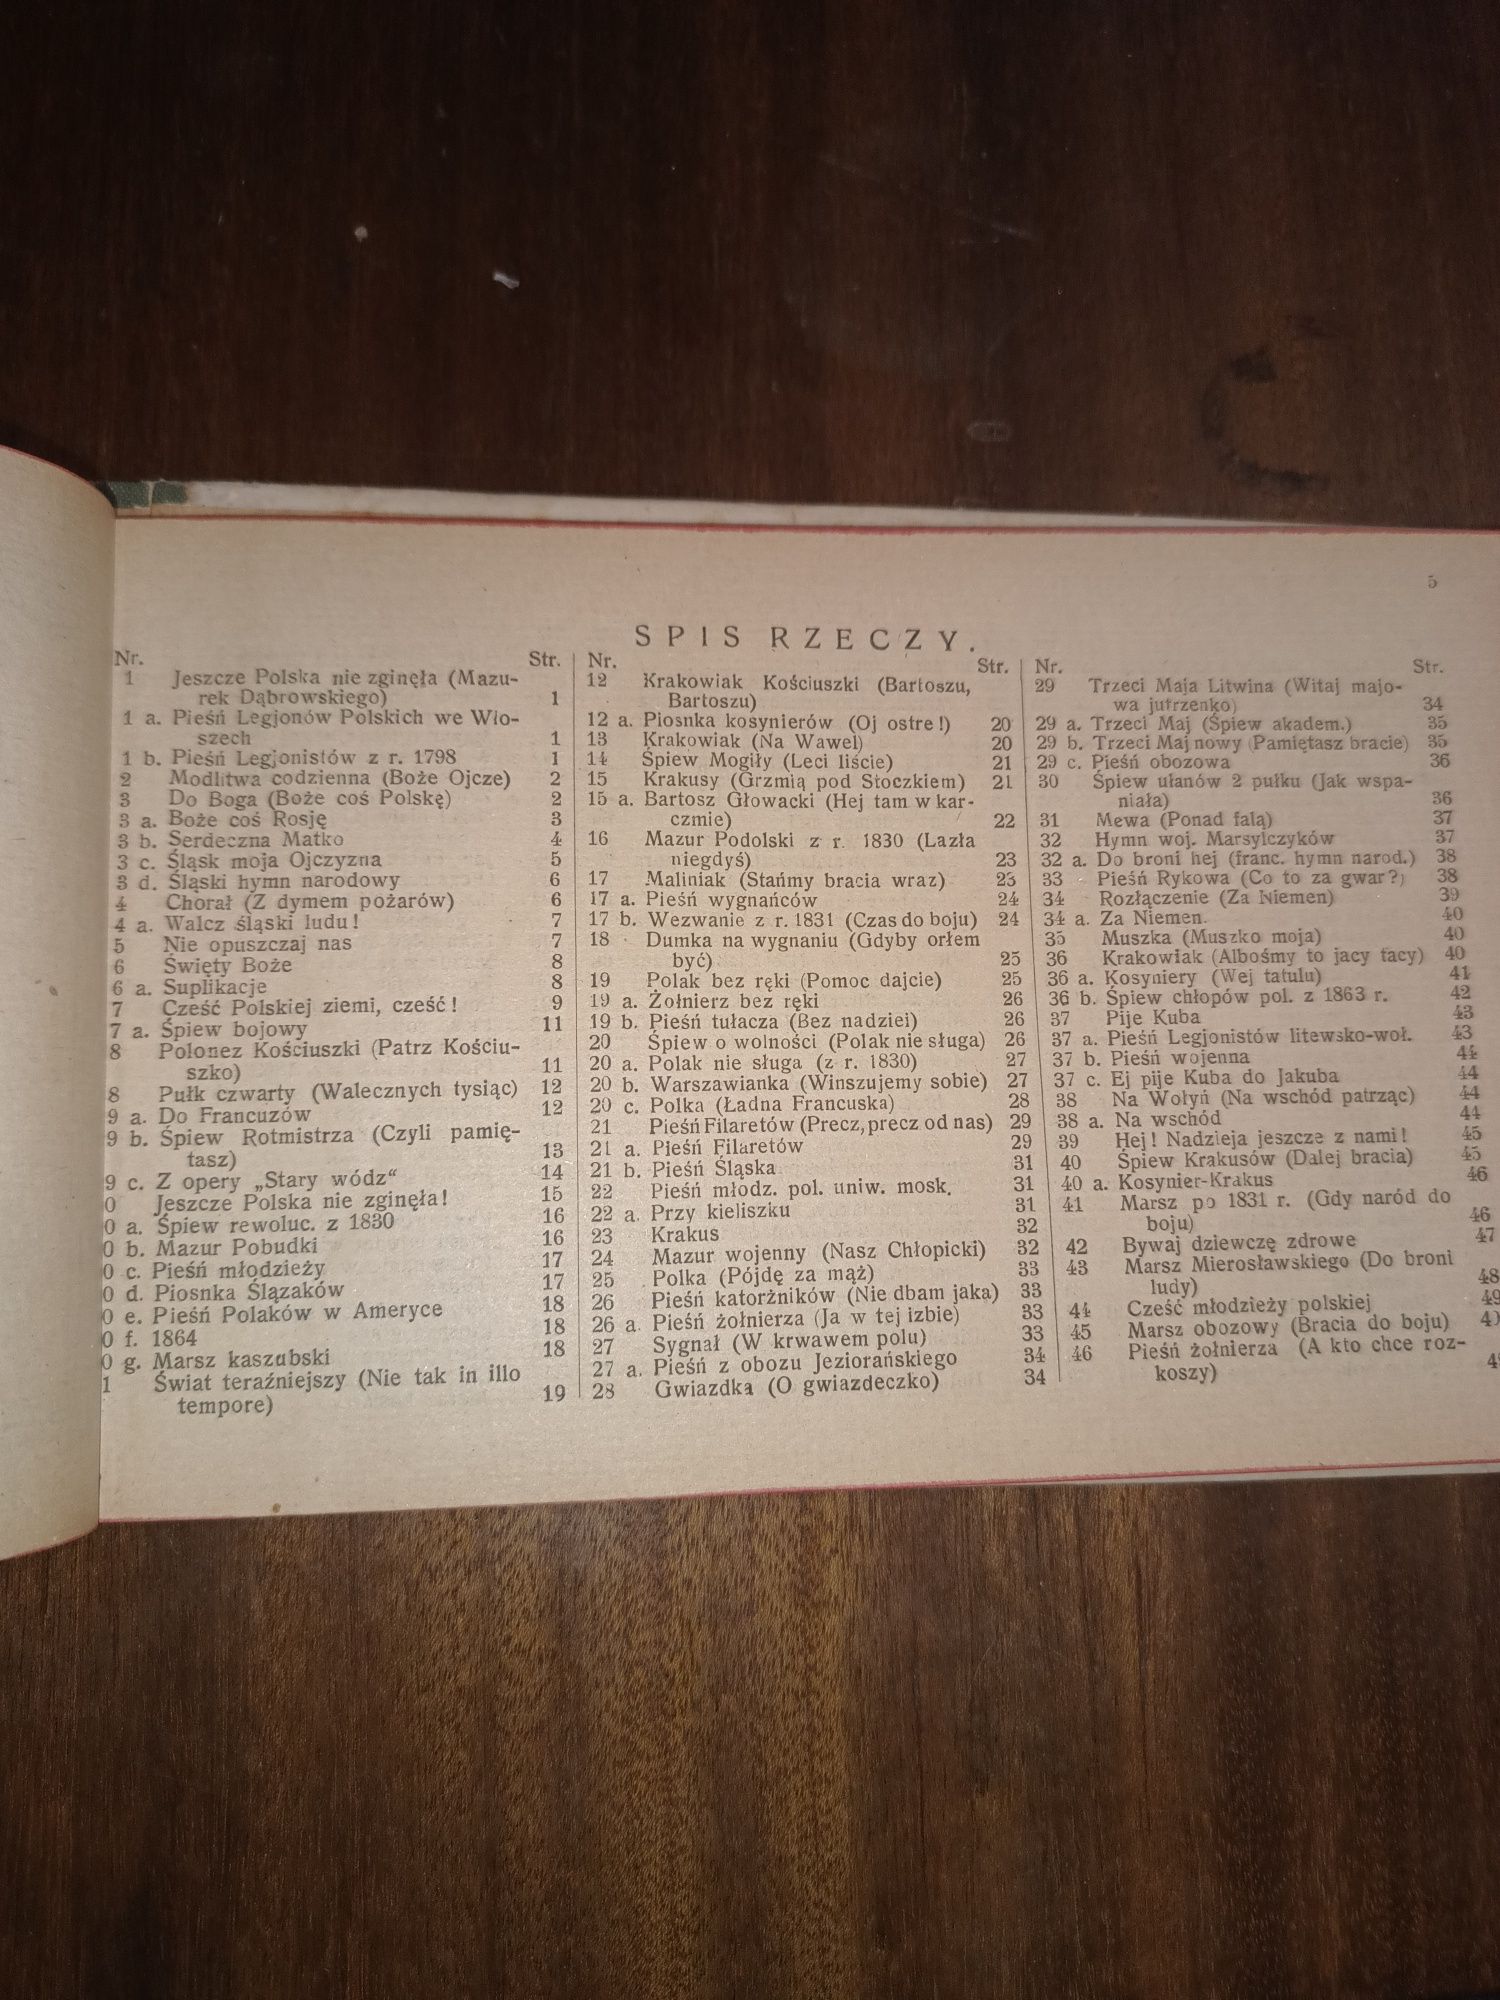 5
SPIS RZECZY.
Nr. Str.
1 Jeszcze Polska nie zginęła (Mazu-
rek Dąbrowskiego) 1
1 a. Pieśń Legjonów Polskich we Wło-
szech 1
1 b. Pieśń Legjonistów z r. 1798 1
2 Modlitwa codzienna (Boże Ojcze) 2
3 Do Boga (Boże coś Polskę) 2
3 a. Boże coś Rosję 3
3 b. Serdeczna Matko 4
3 c. Śląsk moja Ojczyzna 5
3 d. Śląski hymn narodowy 6
4 Chorał (Z dymem pożarów) 6
4 a. Walcz śląski ludu! 7
5 Nie opuszczaj nas 7
6 Święty Boże 8
6 a. Suplikacje 8
7 Cześć Polskiej ziemi, cześć! 9
7 a. Śpiew bojowy 11
8 Polonez Kościuszki (Patrz Kościu-
szko) 11
8 Pułk czwarty (Walecznych tysiąc) 12
9 a. Do Francuzów 12
9 b. Śpiew Rotmistrza (Czyli pamię-
tasz) 13
9 c. Z opery „Stary wódz“ 14
0 Jeszcze Polska nie zginęła! 15
0 a. Śpiew rewoluc. z 1830 16
0 b. Mazur Pobudki 16
0 c. Pieśń młodzieży 17
0 d. Piosnka Ślązaków 17
0 e. Pieśń Polaków w Ameryce 18
0 f. 1864 18
0 g. Marsz kaszubski 18
1 Świat teraźniejszy (Nie tak in illo
tempore) 19
Nr. Str.
12 Krakowiak Kościuszki (Bartoszu,
Bartoszu)
12 a. Piosnka kosynierów (Oj ostre!) 20
13 Krakowiak (Na Wawel) 20
14 Śpiew Mogiły (Leci liście) 21
15 Krakusy (Grzmią pod Stoczkiem) 21
15 a. Bartosz Głowacki (Hej tam w kar-
czmie) 22
16 Mazur Podolski z r. 1830 (Lazła
niegdyś) 23
17 Maliniak (Stańmy bracia wraz) 23
17 a. Pieśń wygnańców 24
17 b. Wezwanie z r. 1831 (Czas do boju) 24
18 Dumka na wygnaniu (Gdyby orłem
być) 25
19 Polak bez ręki (Pomoc dajcie) 25
19 a. Żołnierz bez ręki 26
19 b. Pieśń tułacza (Bez nadziei) 26
20 Śpiew o wolności (Polak nie sługa) 26
20 a. Polak nie sługa (z r. 1830) 27
20 b. Warszawianka (Winszujemy sobie) 27
20 c. Polka (Ładna Francuska) 28
21 Pieśń Filaretów (Precz, precz od nas) 29
21 a. Pieśń Filaretów 29
21 b. Pieśń Śląska 31
22 Pieśń młodz. pol. uniw. mosk. 31
22 a. Przy kieliszku 31
23 Krakus 32
24 Mazur wojenny (Nasz Chłopicki) 32
25 Polka (Pójdę za mąż) 33
26 Pieśń katorżników (Nie dbam jaka) 33
26 a. Pieśń żołnierza (Ja w tej izbie) 33
27 Sygnał (W krwawem polu) 33
27 a. Pieśń z obozu Jeziorańskiego 34
28 Gwiazdka (O gwiazdeczko) 34
Nr. Str.
29 Trzeci Maja Litwina (Witaj majo-
wa jutrzenko) 34
29 a. Trzeci Maj (Śpiew akadem.) 35
29 b. Trzeci Maj nowy (Pamiętasz bracie) 35
29 c. Pieśń obozowa 36
30 Śpiew ułanów 2 pułku (Jak wspa-
niała) 36
31 Mewa (Ponad falą) 37
32 Hymn woj. Marsylczyków 37
32 a. Do broni hej (franc. hymn narod.) 38
33 Pieśń Rykowa (Co to za gwar?) 38
34 Rozłączenie (Za Niemen) 39
34 a. Za Niemen. 40
35 Muszka (Muszko moja) 40
36 Krakowiak (Albośmy to jacy tacy) 40
36 a. Kosyniery (Wej tatulu) 41
36 b. Śpiew chłopów pol. z 1863 r. 42
37 Pije Kuba 43
37 a. Pieśń Legjonistów litewsko-woł. 43
37 b. Pieśń wojenna 44
37 c. Ej pije Kuba do Jakuba 44
38 Na Wołyń (Na wschód patrząc) 44
38 a. Na wschód 44
39 Hej! Nadzieja jeszcze z nami! 45
40 Śpiew Krakusów (Dalej bracia) 45
40 a. Kosynier-Krakus 46
41 Marsz po 1831 r. (Gdy naród do
boju) 46
42 Bywaj dziewczę zdrowe 47
43 Marsz Mierosławskiego (Do broni
ludy) 48
44 Cześć młodzieży polskiej 49
45 Marsz obozowy (Bracia do boju)
46 Pieśń żołnierza (A kto chce roz-
koszy)